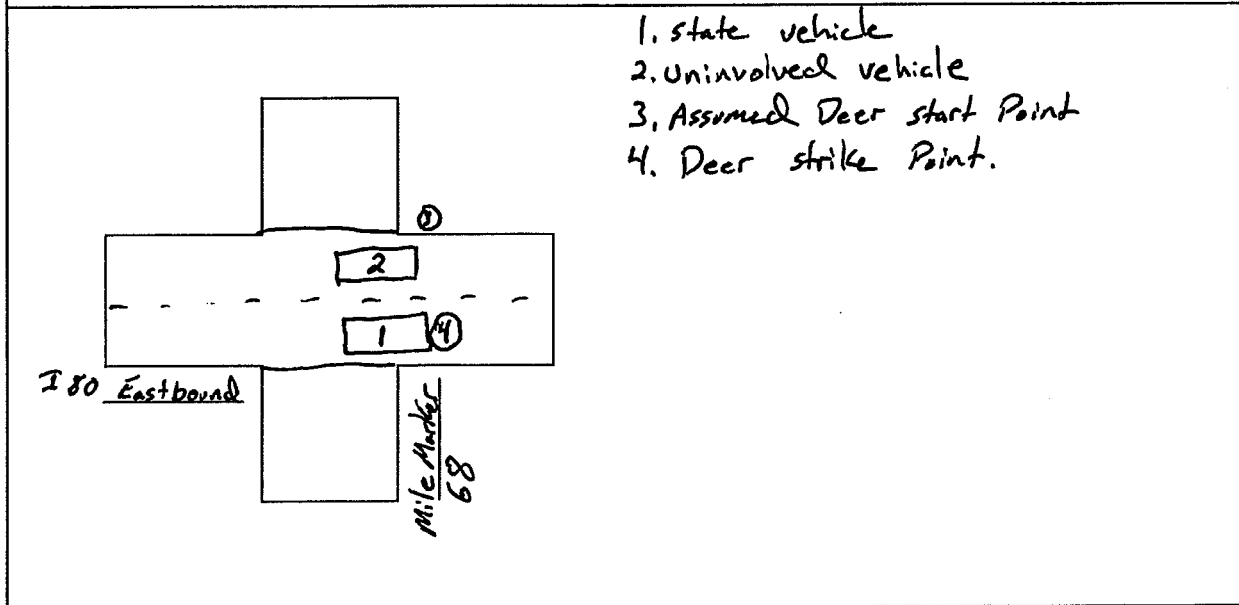 1. state vehicle
2. Uninvolved vehicle
3. Assumed Deer start Point
4. Deer strike Point.
3
2
1
4
I 80 Eastbound
Mile Marker
68